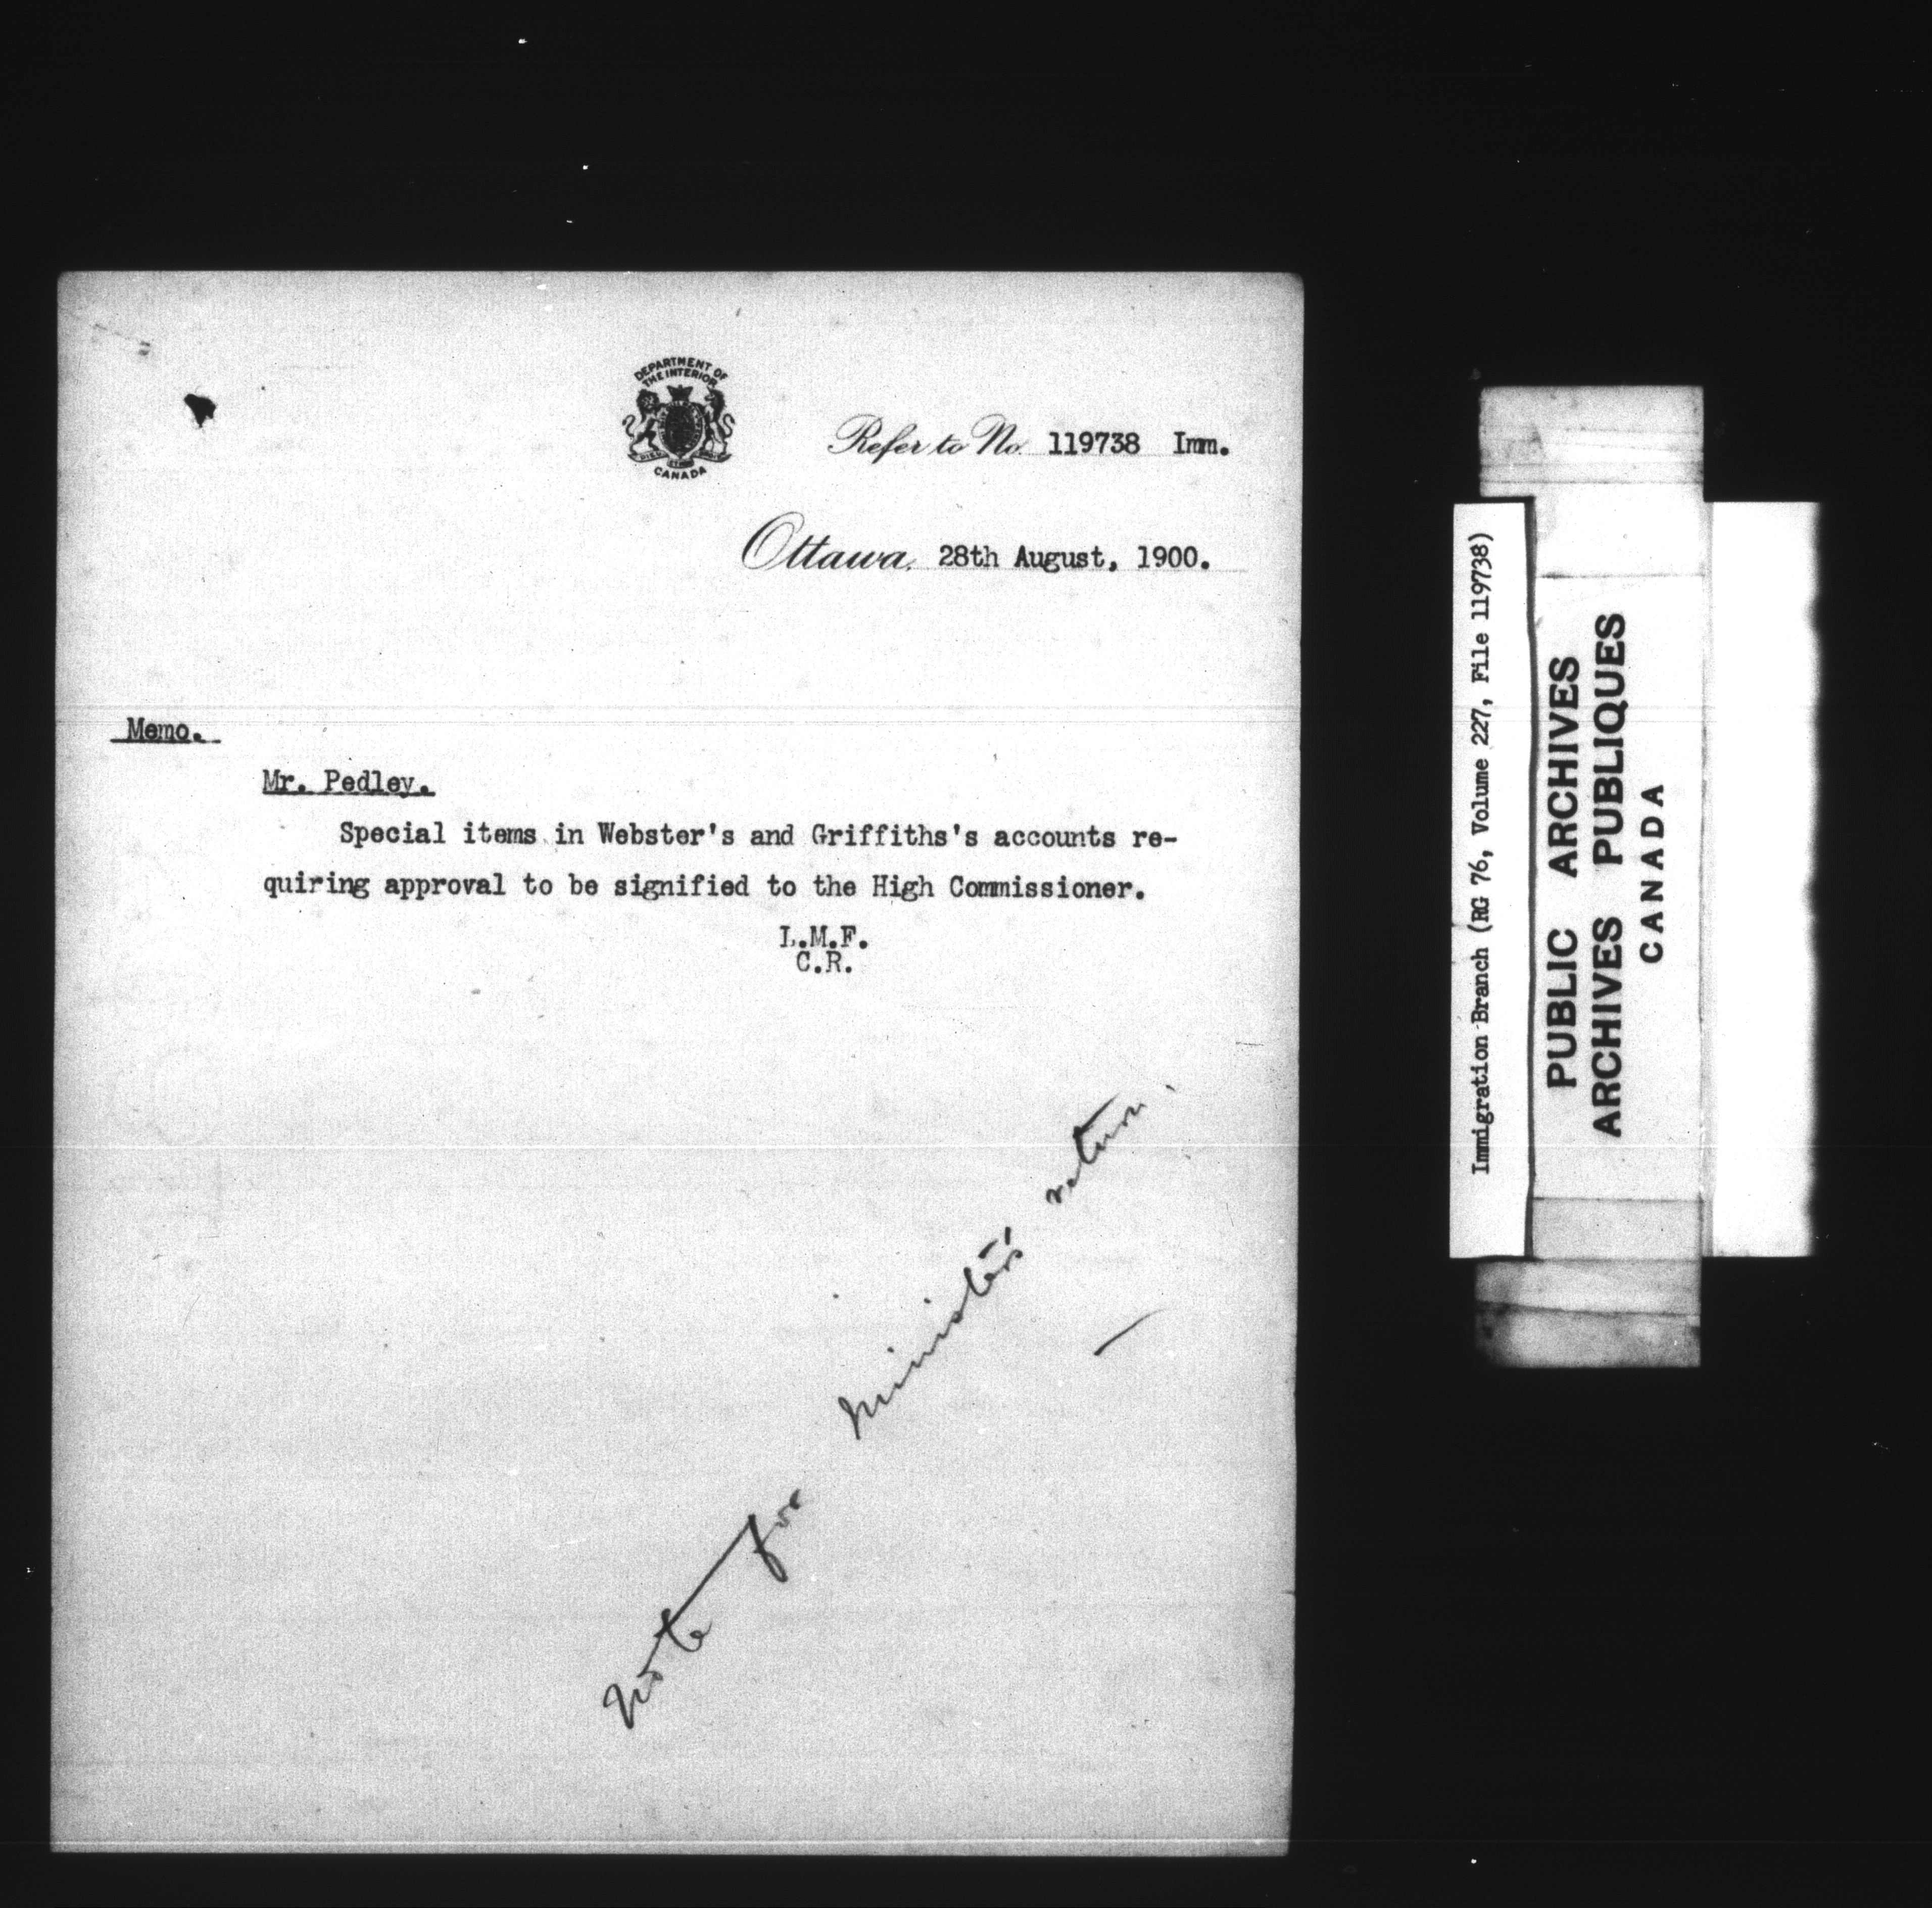 DEPARTMENT OF
THE INTERIOR
CANADA
Refer to No. 119738 Imm.
Ottawa, 28th August, 1900.
Memo.
Mr. Pedley.
Special items in Webster's and Griffiths's accounts re-
quiring approval to be signified to the High Commissioner.
L.M.F.
C.R.
Note for Minister's return
Immigration Branch (RG 76, Volume 227, File 119738)
PUBLIC ARCHIVES
ARCHIVES PUBLIQUES
CANADA